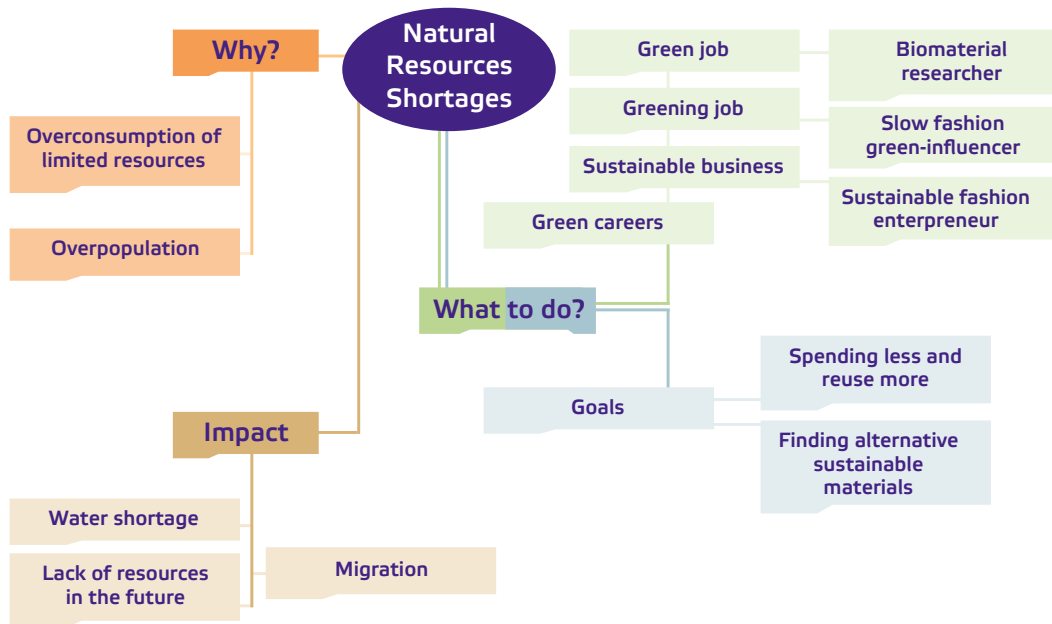 Natural
Resources
Shortages
Why?
Overconsumption of
limited resources
Overpopulation
Impact
Water shortage
Lack of resources
in the future
Migration
What to do?
Green careers
Green job
Biomaterial
researcher
Greening job
Slow fashion
green-influencer
Sustainable business
Sustainable fashion
enterpreneur
Goals
Spending less and
reuse more
Finding alternative
sustainable
materials